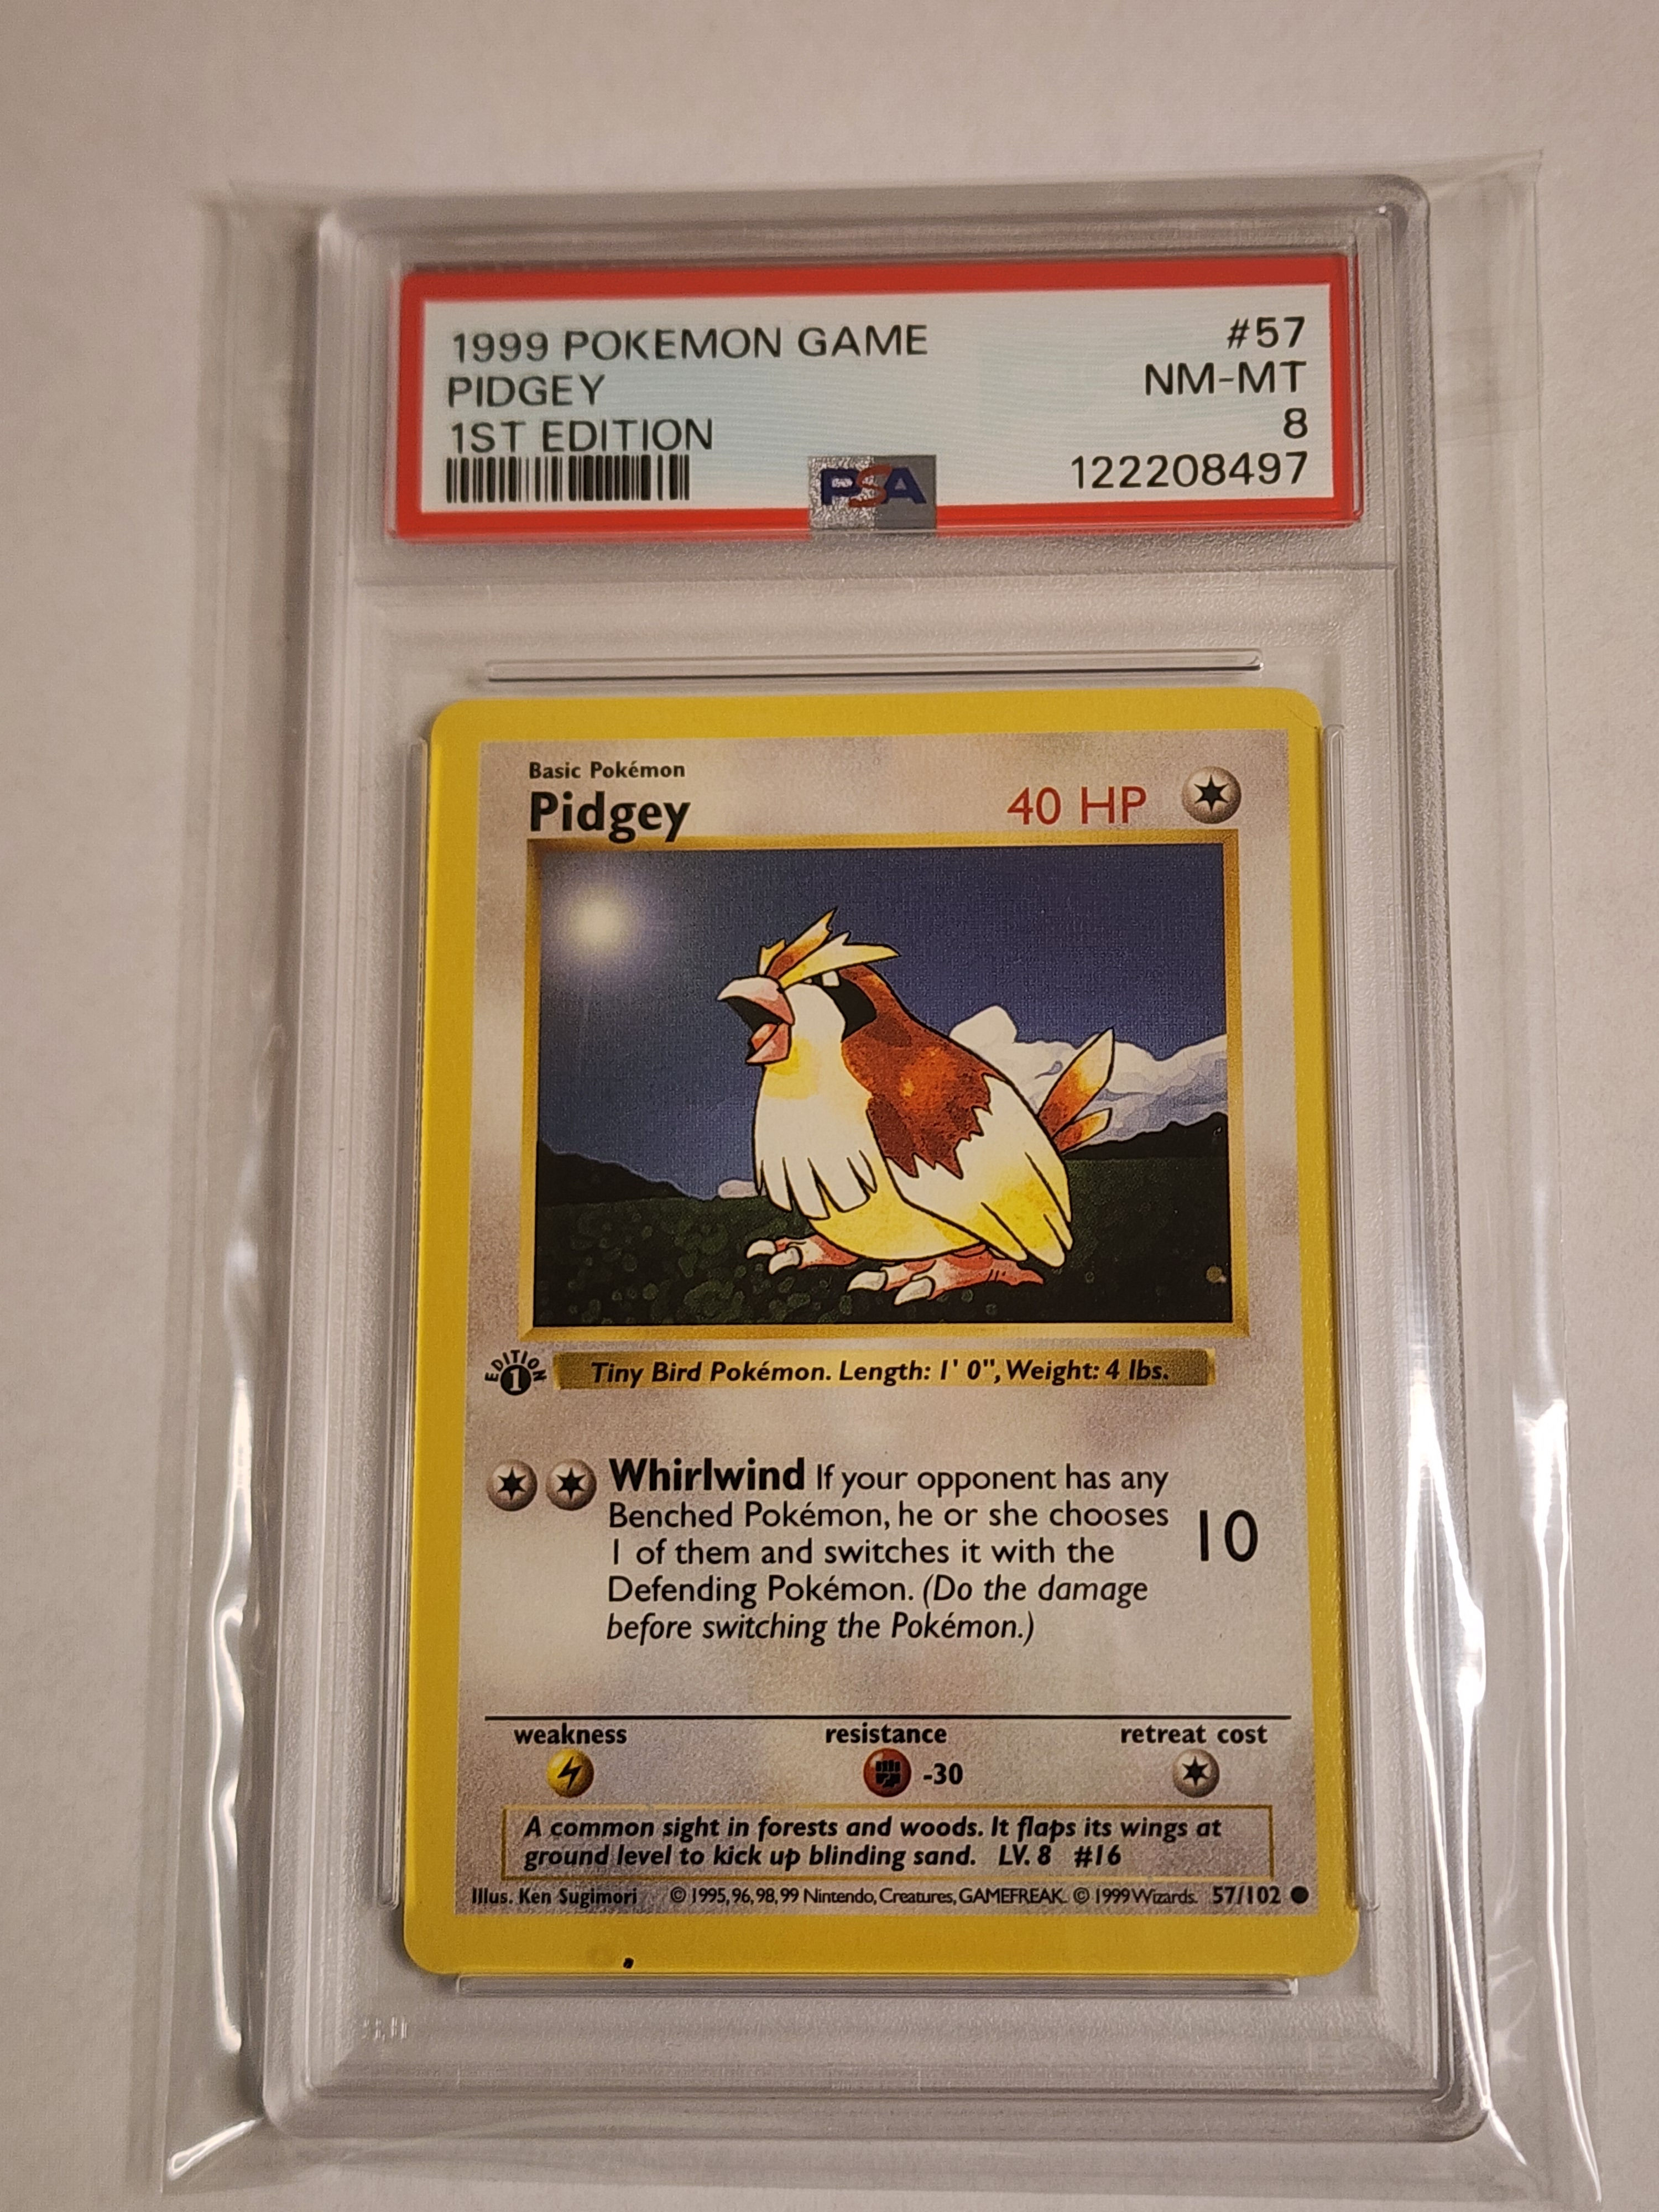 1999 POKEMON GAME #57
PIDGEY NM-MT
1ST EDITION 8
PSA 122208497
Basic Pokémon
Pidgey 40 HP
EDITION 1
Tiny Bird Pokémon. Length: 1' 0", Weight: 4 lbs.
Whirlwind If your opponent has any
Benched Pokémon, he or she chooses
1 of them and switches it with the 10
Defending Pokémon. (Do the damage
before switching the Pokémon.)
weakness resistance retreat cost
-30
A common sight in forests and woods. It flaps its wings at
ground level to kick up blinding sand. LV. 8 #16
Illus. Ken Sugimori © 1995, 96, 98, 99 Nintendo, Creatures, GAMEFREAK. © 1999 Wizards. 57/102